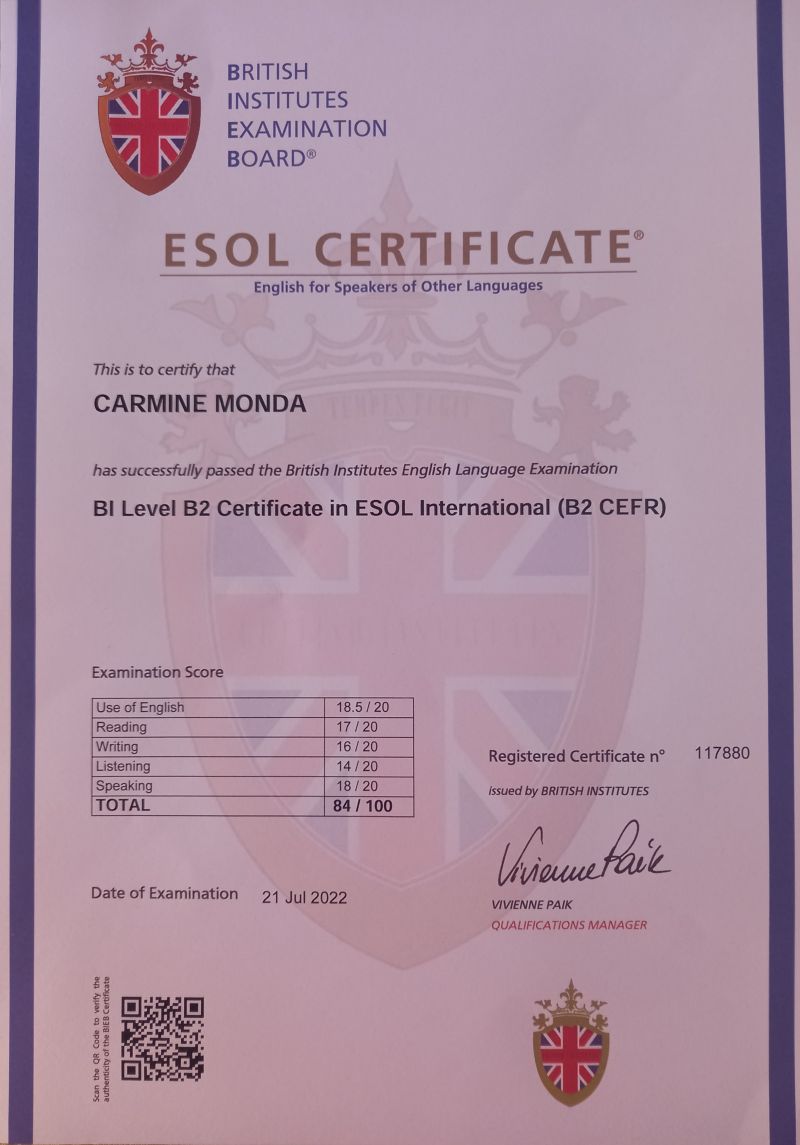 BRITISH
INSTITUTES
EXAMINATION
BOARD®
ESOL CERTIFICATE®
English for Speakers of Other Languages
This is to certify that
CARMINE MONDA
TEMPUS FUGIT
has successfully passed the British Institutes English Language Examination
BI Level B2 Certificate in ESOL International (B2 CEFR)
BRITISH INSTITUTES
Examination Score
Use of English 18.5 / 20
Reading 17 / 20
Writing 16 / 20
Listening 14 / 20
Speaking 18 / 20
TOTAL 84 / 100
Registered Certificate n° 117880
issued by BRITISH INSTITUTES
Vivienne Paik
VIVIENNE PAIK
QUALIFICATIONS MANAGER
Date of Examination 21 Jul 2022
Scan the QR Code to verify the
authenticity of the BIEB Certificate